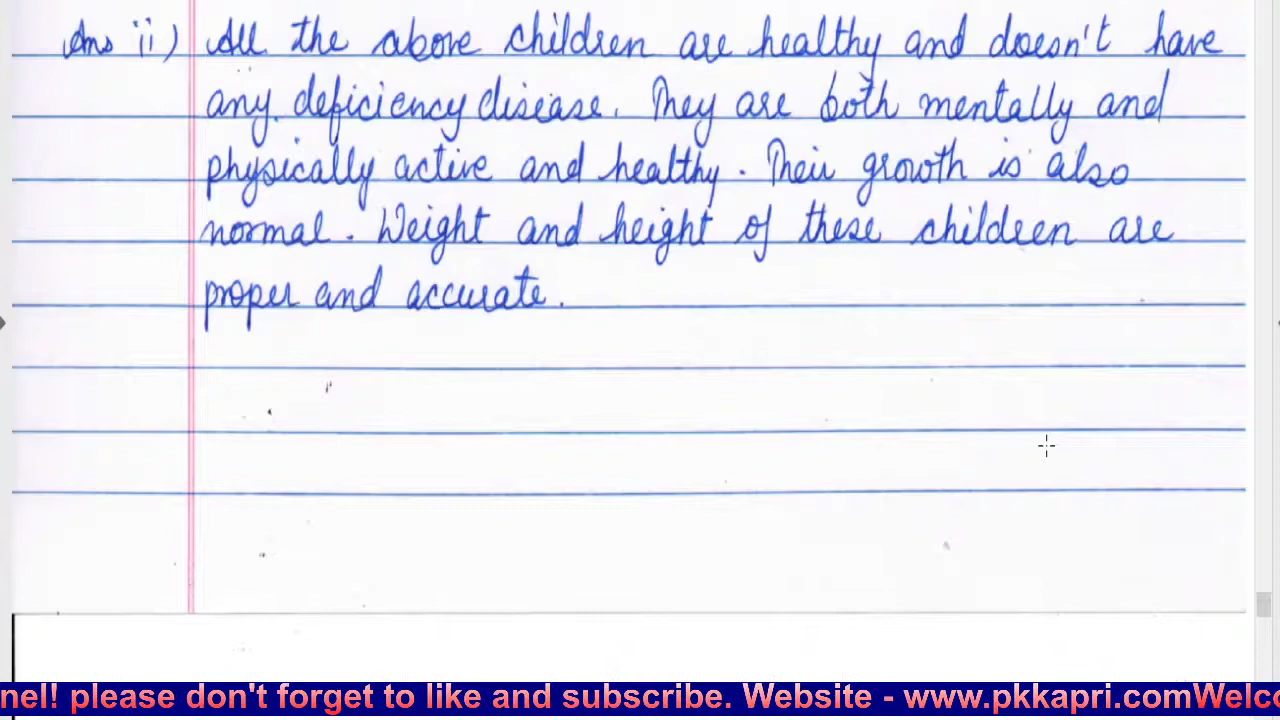 Ans ii) All the above children are healthy and doesn't have
any deficiency disease. They are both mentally and
physically active and healthy. Their growth is also
normal. Weight and height of these children are
proper and accurate.
nel! please don't forget to like and subscribe. Website - www.pkkapri.comWelco